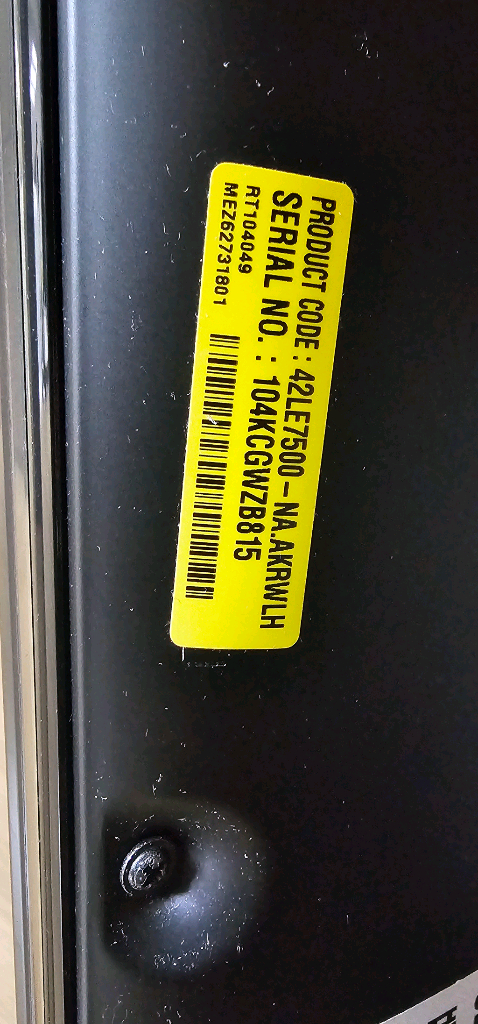 PRODUCT CODE : 42LE7500-NA.AKRWLH
SERIAL NO. : 104KCGWZB815
RT104049
MEZ62731801